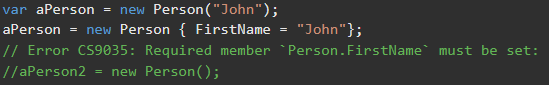 var aPerson = new Person("John");
aPerson = new Person { FirstName = "John"};
// Error CS9035: Required member `Person.FirstName` must be set:
//aPerson2 = new Person();